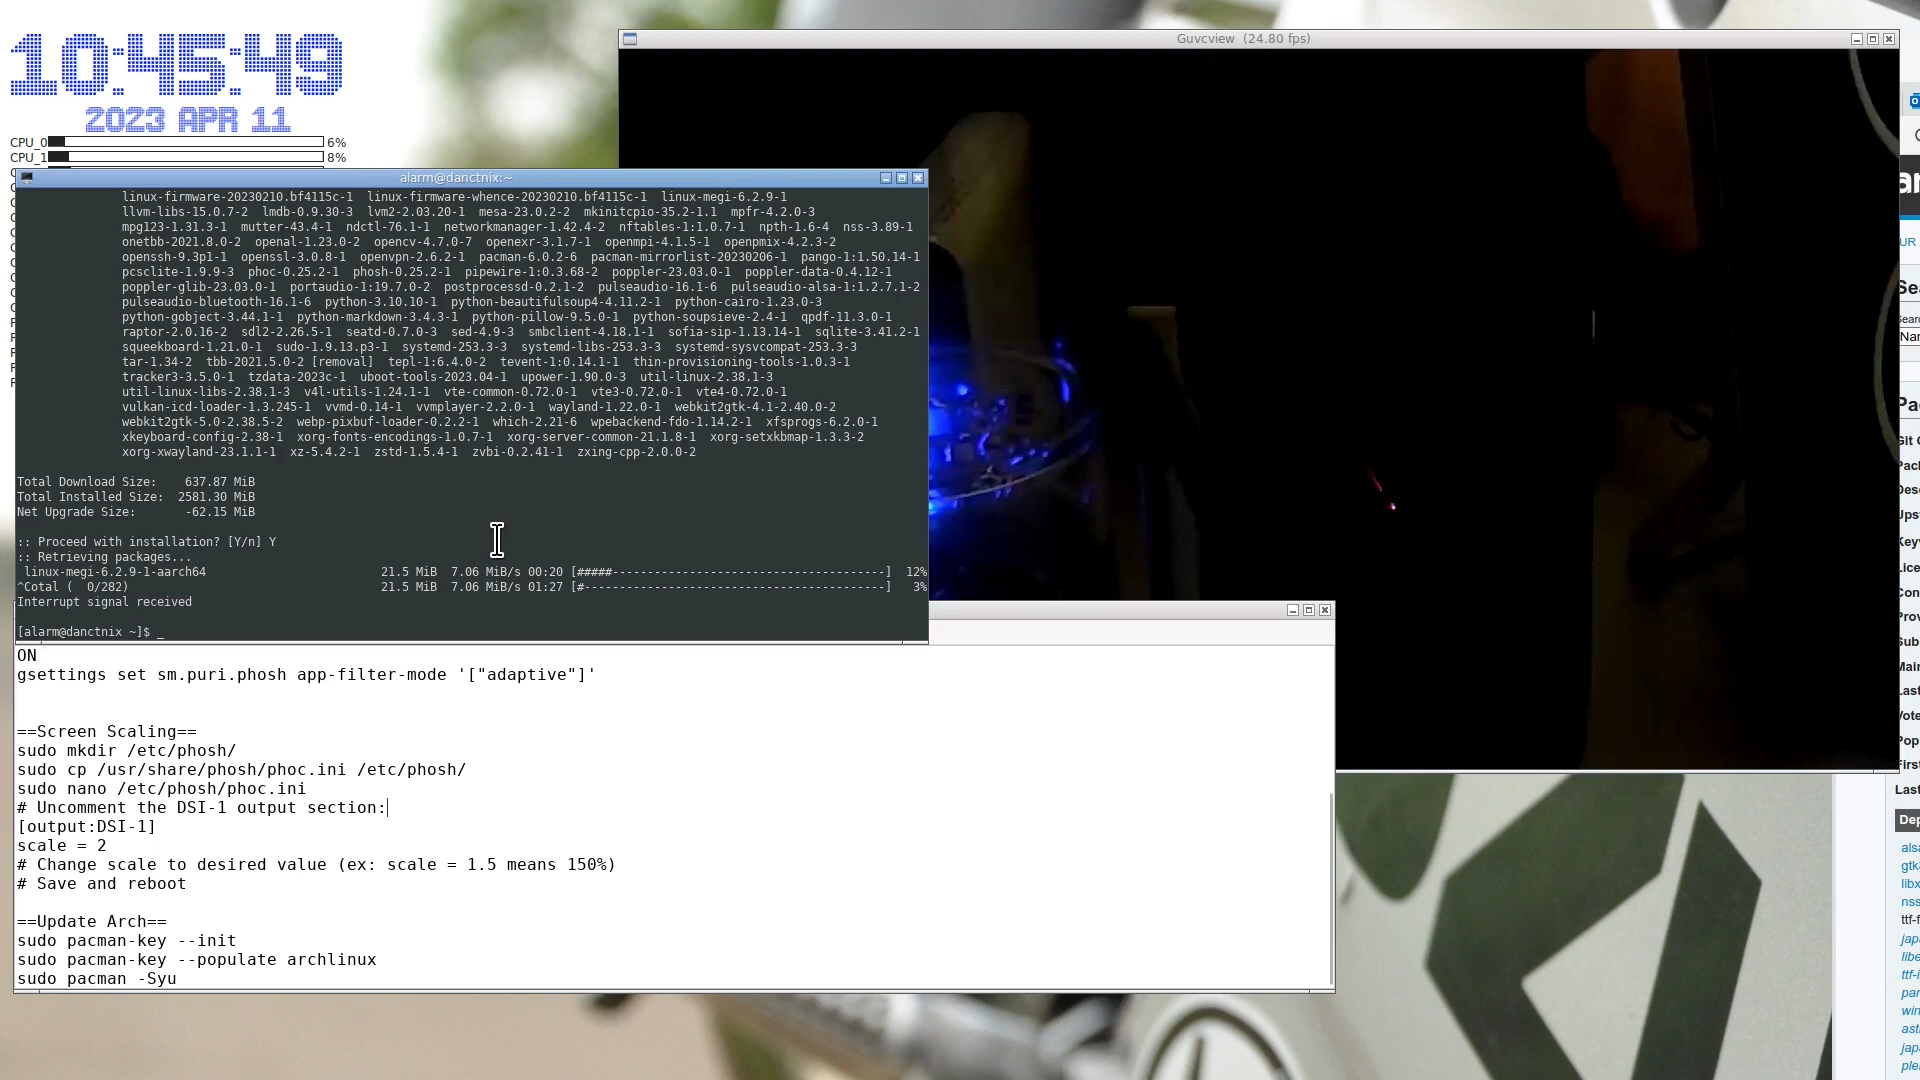 10:45:49
2023 APR 11
CPU_0 6%
CPU_1 8%
Guvcview (24.80 fps)
alarm@danctnix:~
linux-firmware-20230210.bf4115c-1 linux-firmware-whence-20230210.bf4115c-1 linux-megi-6.2.9-1
llvm-libs-15.0.7-2 lmdb-0.9.30-3 lvm2-2.03.20-1 mesa-23.0.2-2 mkinitcpio-35.2-1.1 mpfr-4.2.0-3
mpg123-1.31.3-1 mutter-43.4-1 ndctl-76.1-1 networkmanager-1.42.4-2 nftables-1:1.0.7-1 npth-1.6-4 nss-3.89-1
onetbb-2021.8.0-2 openal-1.23.0-2 opencv-4.7.0-7 openexr-3.1.7-1 openmpi-4.1.5-1 openpmix-4.2.3-2
openssh-9.3p1-1 openssl-3.0.8-1 openvpn-2.6.2-1 pacman-6.0.2-6 pacman-mirrorlist-20230206-1 pango-1:1.50.14-1
pcsclite-1.9.9-3 phoc-0.25.2-1 phosh-0.25.2-1 pipewire-1:0.3.68-2 poppler-23.03.0-1 poppler-data-0.4.12-1
poppler-glib-23.03.0-1 portaudio-1:19.7.0-2 postprocessd-0.2.1-2 pulseaudio-16.1-6 pulseaudio-alsa-1:1.2.7.1-2
pulseaudio-bluetooth-16.1-6 python-3.10.10-1 python-beautifulsoup4-4.11.2-1 python-cairo-1.23.0-3
python-gobject-3.44.1-1 python-markdown-3.4.3-1 python-pillow-9.5.0-1 python-soupsieve-2.4-1 qpdf-11.3.0-1
raptor-2.0.16-2 sdl2-2.26.5-1 seatd-0.7.0-3 sed-4.9-3 smbclient-4.18.1-1 sofia-sip-1.13.14-1 sqlite-3.41.2-1
squeekboard-1.21.0-1 sudo-1.9.13.p3-1 systemd-253.3-3 systemd-libs-253.3-3 systemd-sysvcompat-253.3-3
tar-1.34-2 tbb-2021.5.0-2 [removal] tepl-1:6.4.0-2 tevent-1:0.14.1-1 thin-provisioning-tools-1.0.3-1
tracker3-3.5.0-1 tzdata-2023c-1 uboot-tools-2023.04-1 upower-1.90.0-3 util-linux-2.38.1-3
util-linux-libs-2.38.1-3 v4l-utils-1.24.1-1 vte-common-0.72.0-1 vte3-0.72.0-1 vte4-0.72.0-1
vulkan-icd-loader-1.3.245-1 vvmd-0.14-1 vvmplayer-2.2.0-1 wayland-1.22.0-1 webkit2gtk-4.1-2.40.0-2
webkit2gtk-5.0-2.38.5-2 webp-pixbuf-loader-0.2.2-1 which-2.21-6 wpebackend-fdo-1.14.2-1 xfsprogs-6.2.0-1
xkeyboard-config-2.38-1 xorg-fonts-encodings-1.0.7-1 xorg-server-common-21.1.8-1 xorg-setxkbmap-1.3.3-2
xorg-xwayland-23.1.1-1 xz-5.4.2-1 zstd-1.5.4-1 zvbi-0.2.41-1 zxing-cpp-2.0.0-2
Total Download Size: 637.87 MiB
Total Installed Size: 2581.30 MiB
Net Upgrade Size: -62.15 MiB
:: Proceed with installation? [Y/n] Y
:: Retrieving packages...
linux-megi-6.2.9-1-aarch64 21.5 MiB 7.06 MiB/s 00:20 [#####---------------------------------------] 12%
^Cotal ( 0/282) 21.5 MiB 7.06 MiB/s 01:27 [#-------------------------------------------] 3%
Interrupt signal received
[alarm@danctnix ~]$ _
ON
gsettings set sm.puri.phosh app-filter-mode '["adaptive"]'
==Screen Scaling==
sudo mkdir /etc/phosh/
sudo cp /usr/share/phosh/phoc.ini /etc/phosh/
sudo nano /etc/phosh/phoc.ini
# Uncomment the DSI-1 output section:
[output:DSI-1]
scale = 2
# Change scale to desired value (ex: scale = 1.5 means 150%)
# Save and reboot
==Update Arch==
sudo pacman-key --init
sudo pacman-key --populate archlinux
sudo pacman -Syu